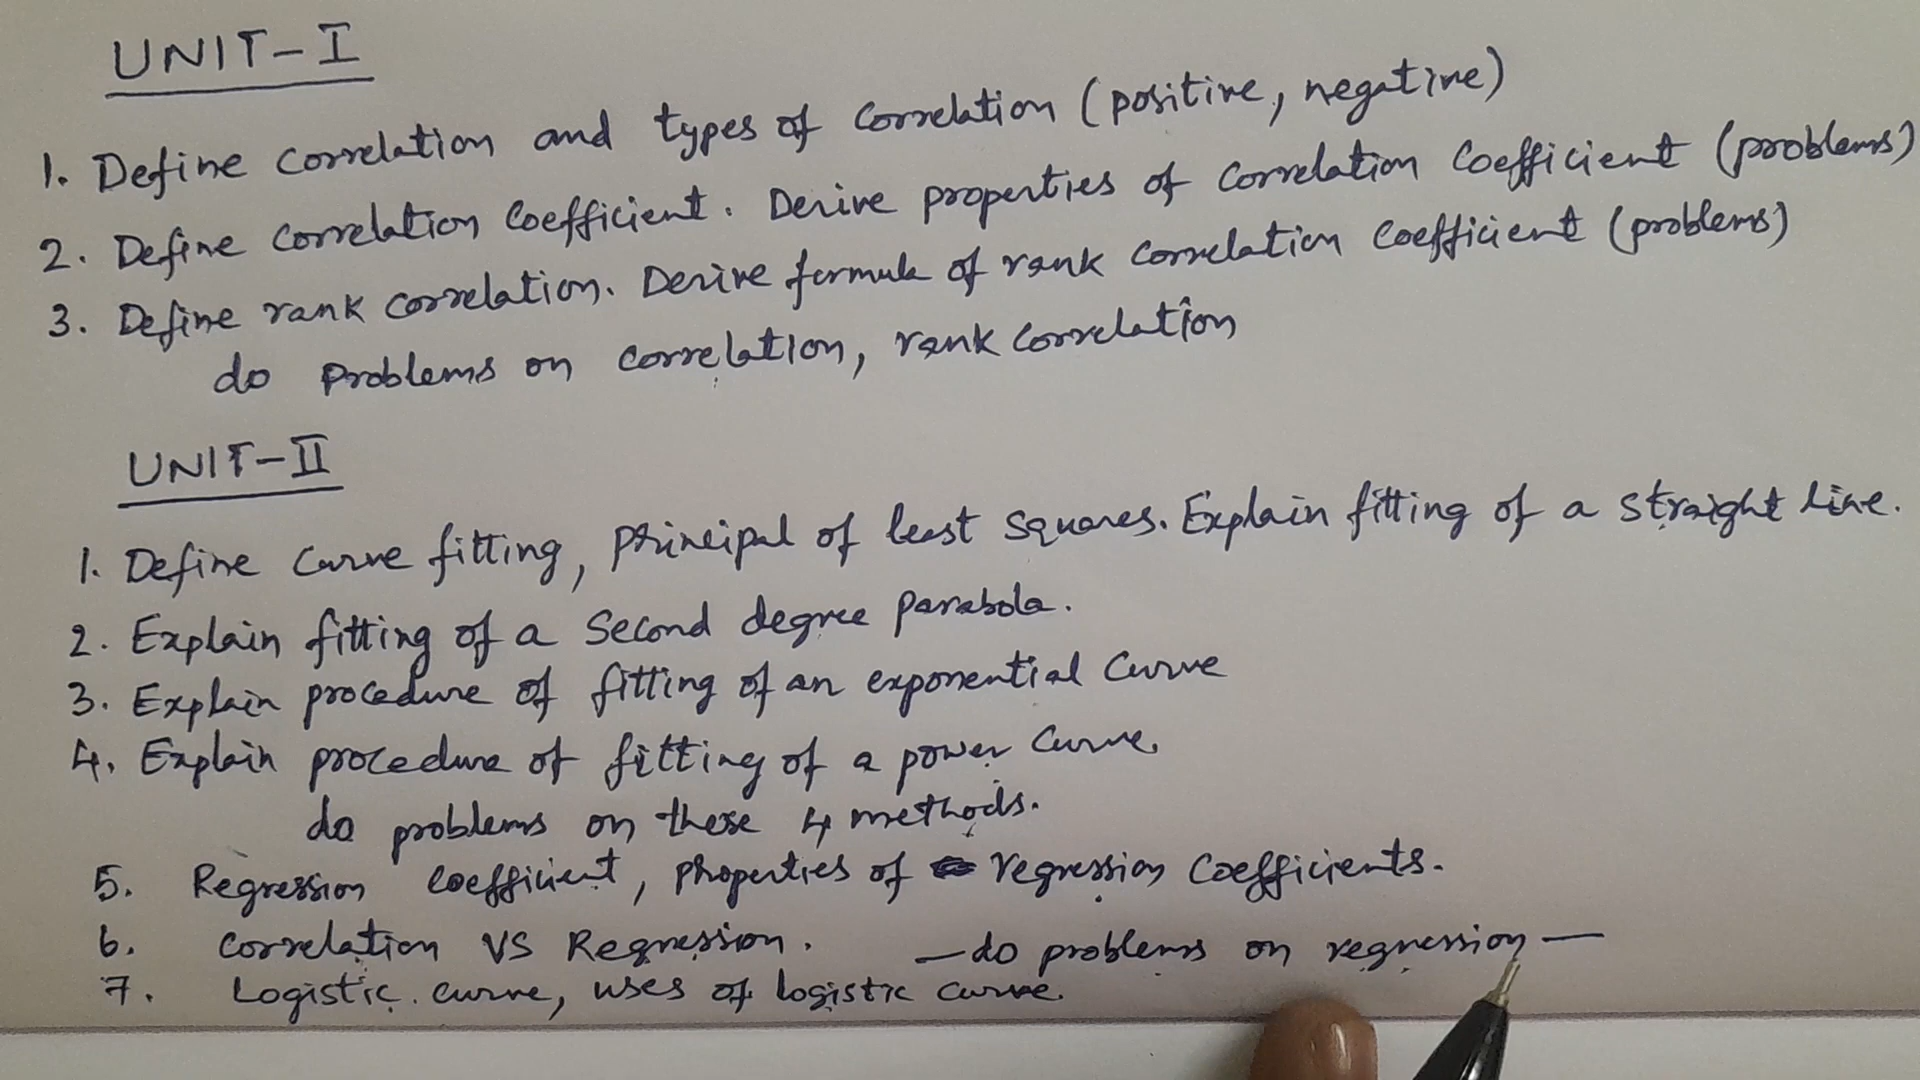 UNIT-I
1. Define correlation and types of correlation (positive, negative)
2. Define correlation coefficient. Derive properties of correlation coefficient (problems)
3. Define rank correlation. Derive formula of rank correlation coefficient (problems)
do problems on correlation, rank correlation
UNIT-II
1. Define curve fitting, principal of least squares. Explain fitting of a straight line.
2. Explain fitting of a second degree parabola.
3. Explain procedure of fitting of an exponential curve
4. Explain procedure of fitting of a power curve.
do problems on these 4 methods.
5. Regression coefficient, properties of regression coefficients.
6. Correlation VS Regression. —do problems on regression—
7. Logistic curve, uses of logistic curve.